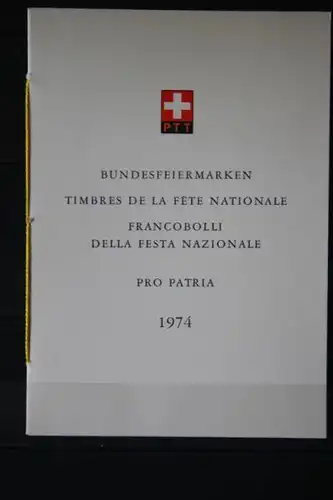 PTT
BUNDESFEIERMARKEN
TIMBRES DE LA FÊTE NATIONALE
FRANCOBOLLI
DELLA FESTA NAZIONALE
PRO PATRIA
1974